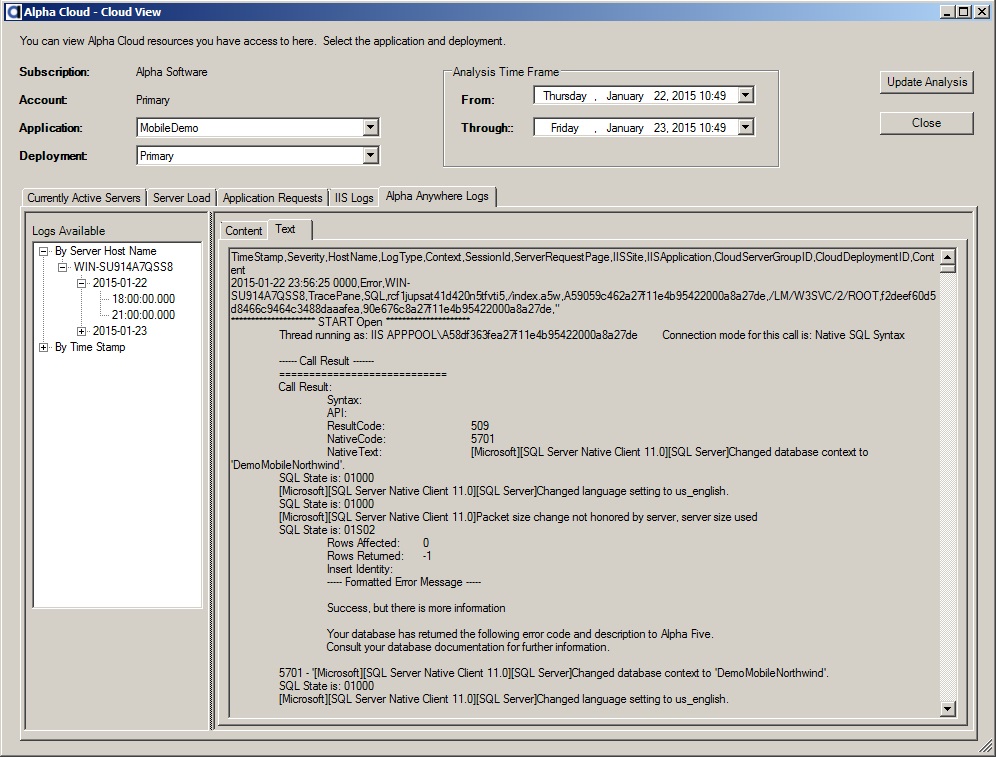 Alpha Cloud - Cloud View
You can view Alpha Cloud resources you have access to here. Select the application and deployment.
Subscription: Alpha Software
Account: Primary
Application: MobileDemo
Deployment: Primary
Analysis Time Frame
From: Thursday , January 22, 2015 10:49
Through:: Friday , January 23, 2015 10:49
Update Analysis
Close
Currently Active Servers Server Load Application Requests IIS Logs Alpha Anywhere Logs
Logs Available
By Server Host Name
WIN-SU914A7QSS8
2015-01-22
18:00:00.000
21:00:00.000
2015-01-23
By Time Stamp
Content Text
TimeStamp,Severity,HostName,LogType,Context,SessionId,ServerRequestPage,IISSite,IISApplication,CloudServerGroupID,CloudDeploymentID,Cont
ent
2015-01-22 23:56:25 0000,Error,WIN-
SU914A7QSS8,TracePane,SQL,rcf1jupsat41d420n5tfvti5,/index.a5w,A59059c462a27f11e4b95422000a8a27de,/LM/W3SVC/2/ROOT,f2deef60d5
d8466c9464c3488daaafea,90e676c8a27f11e4b95422000a8a27de,"
********************* START Open *********************
Thread running as: IIS APPPOOL\A58df363fea27f11e4b95422000a8a27de Connection mode for this call is: Native SQL Syntax
------ Call Result -------
============================
Call Result:
Syntax:
API:
ResultCode: 509
NativeCode: 5701
NativeText: [Microsoft][SQL Server Native Client 11.0][SQL Server]Changed database context to
'DemoMobileNorthwind'.
SQL State is: 01000
[Microsoft][SQL Server Native Client 11.0][SQL Server]Changed language setting to us_english.
SQL State is: 01000
[Microsoft][SQL Server Native Client 11.0]Packet size change not honored by server, server size used
SQL State is: 01S02
Rows Affected: 0
Rows Returned: -1
Insert Identity:
----- Formatted Error Message -----
Success, but there is more information
Your database has returned the following error code and description to Alpha Five.
Consult your database documentation for further information.
5701 - '[Microsoft][SQL Server Native Client 11.0][SQL Server]Changed database context to 'DemoMobileNorthwind'.
SQL State is: 01000
[Microsoft][SQL Server Native Client 11.0][SQL Server]Changed language setting to us_english.